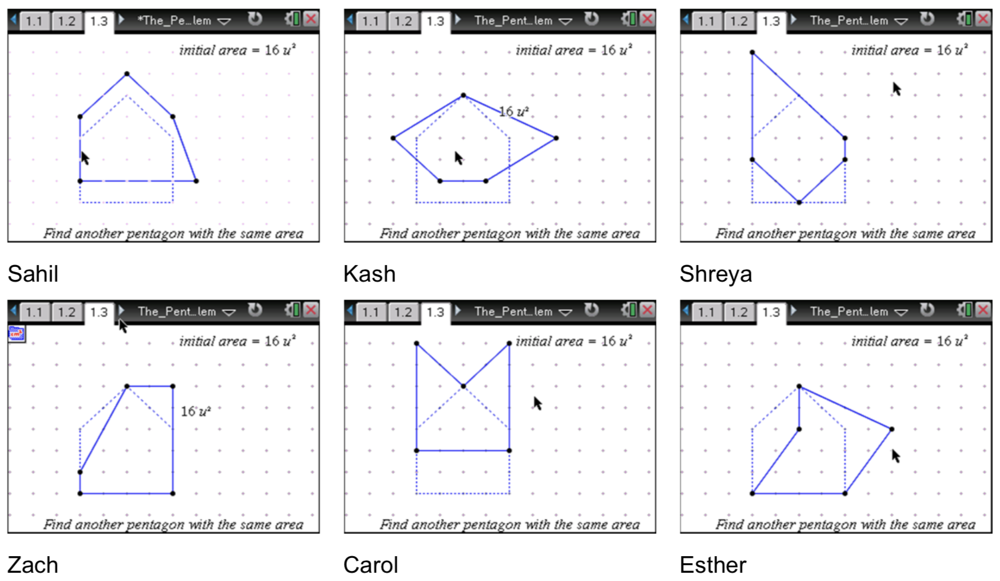 1.1 1.2 1.3 *The_Pe...lem
initial area = 16 u²
Find another pentagon with the same area
Sahil
1.1 1.2 1.3 The_Pent...lem
initial area = 16 u²
16 u²
Find another pentagon with the same area
Kash
1.1 1.2 1.3 The_Pent...lem
initial area = 16 u²
Find another pentagon with the same area
Shreya
1.1 1.2 1.3 The_Pent...lem
initial area = 16 u²
16 u²
Find another pentagon with the same area
Zach
1.1 1.2 1.3 The_Pent...lem
initial area = 16 u²
Find another pentagon with the same area
Carol
1.1 1.2 1.3 The_Pent...lem
initial area = 16 u²
Find another pentagon with the same area
Esther